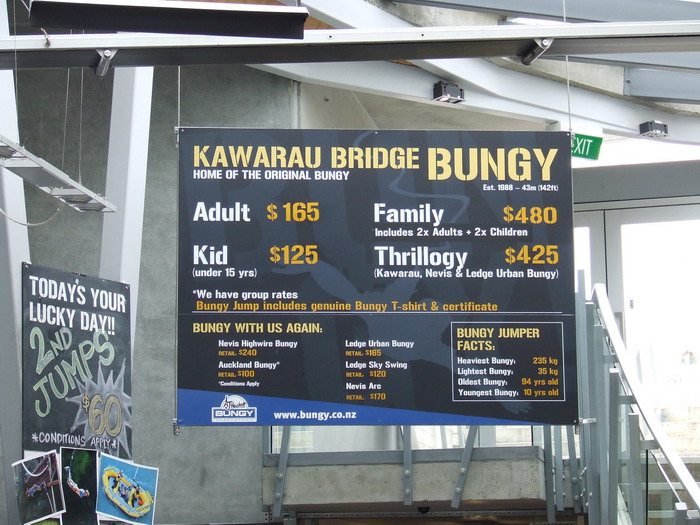 KAWARAU BRIDGE BUNGY
HOME OF THE ORIGINAL BUNGY
Est. 1988 - 43m (142ft)
Adult $165
Family $480
Includes 2x Adults + 2x Children
Kid $125
(under 15 yrs)
Thrillogy $425
(Kawarau, Nevis & Ledge Urban Bungy)
*We have group rates
Bungy Jump includes genuine Bungy T-shirt & certificate
BUNGY WITH US AGAIN:
Nevis Highwire Bungy
RETAIL $240
Auckland Bungy*
RETAIL $100
*Conditions Apply
Ledge Urban Bungy
RETAIL $165
Ledge Sky Swing
RETAIL $120
Nevis Arc
RETAIL $170
BUNGY JUMPER
FACTS:
Heaviest Bungy: 235 kg
Lightest Bungy: 35 kg
Oldest Bungy: 94 yrs old
Youngest Bungy: 10 yrs old
AJ Hackett
BUNGY
www.bungy.co.nz
EXIT
TODAY'S YOUR
LUCKY DAY!!
2ND
JUMPS
$60
*CONDITIONS APPLY*